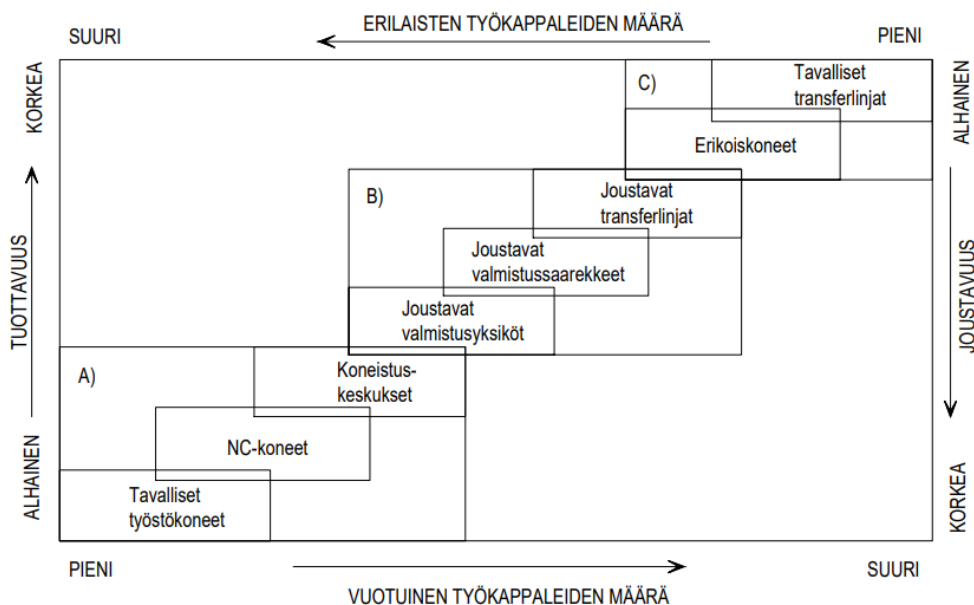 SUURI
ERILAISTEN TYÖKAPPALEIDEN MÄÄRÄ
PIENI
KORKEA
TUOTTAVUUS
ALHAINEN
C)
Tavalliset
transferlinjat
Erikoiskoneet
B)
Joustavat
transferlinjat
Joustavat
valmistussaarekkeet
Joustavat
valmistusyksiköt
A)
Koneistus-
keskukset
NC-koneet
Tavalliset
työstökoneet
ALHAINEN
JOUSTAVUUS
KORKEA
PIENI
VUOTUINEN TYÖKAPPALEIDEN MÄÄRÄ
SUURI